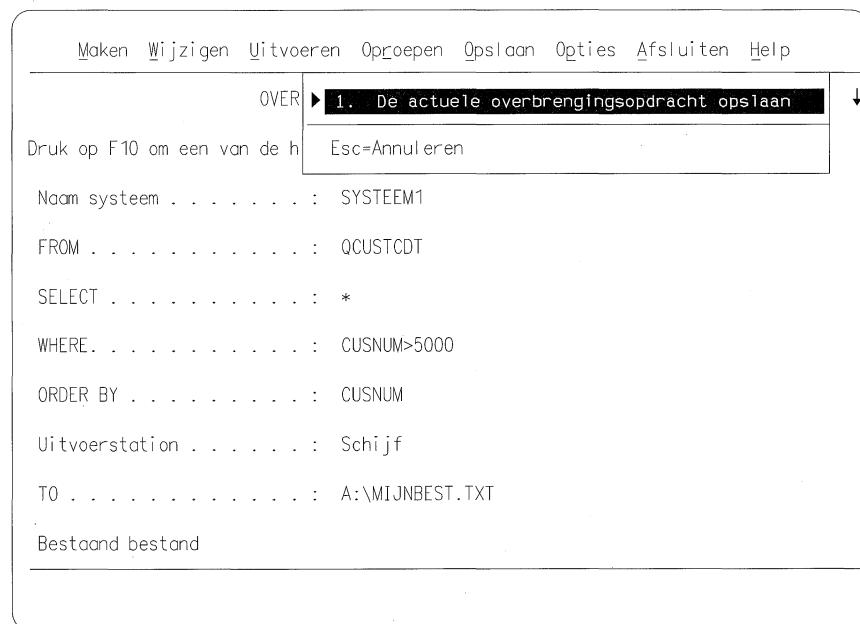 Maken Wijzigen Uitvoeren Oproepen Opslaan Opties Afsluiten Help
OVER ▶ 1. De actuele overbrengingsopdracht opslaan ↓
Druk op F10 om een van de h Esc=Annuleren
Naam systeem . . . . . . . : SYSTEEM1
FROM . . . . . . . . . . . : QCUSTCDT
SELECT . . . . . . . . . . : *
WHERE. . . . . . . . . . . : CUSNUM>5000
ORDER BY . . . . . . . . . : CUSNUM
Uitvoerstation . . . . . . : Schijf
TO . . . . . . . . . . . . : A:\MIJNBEST.TXT
Bestaand bestand